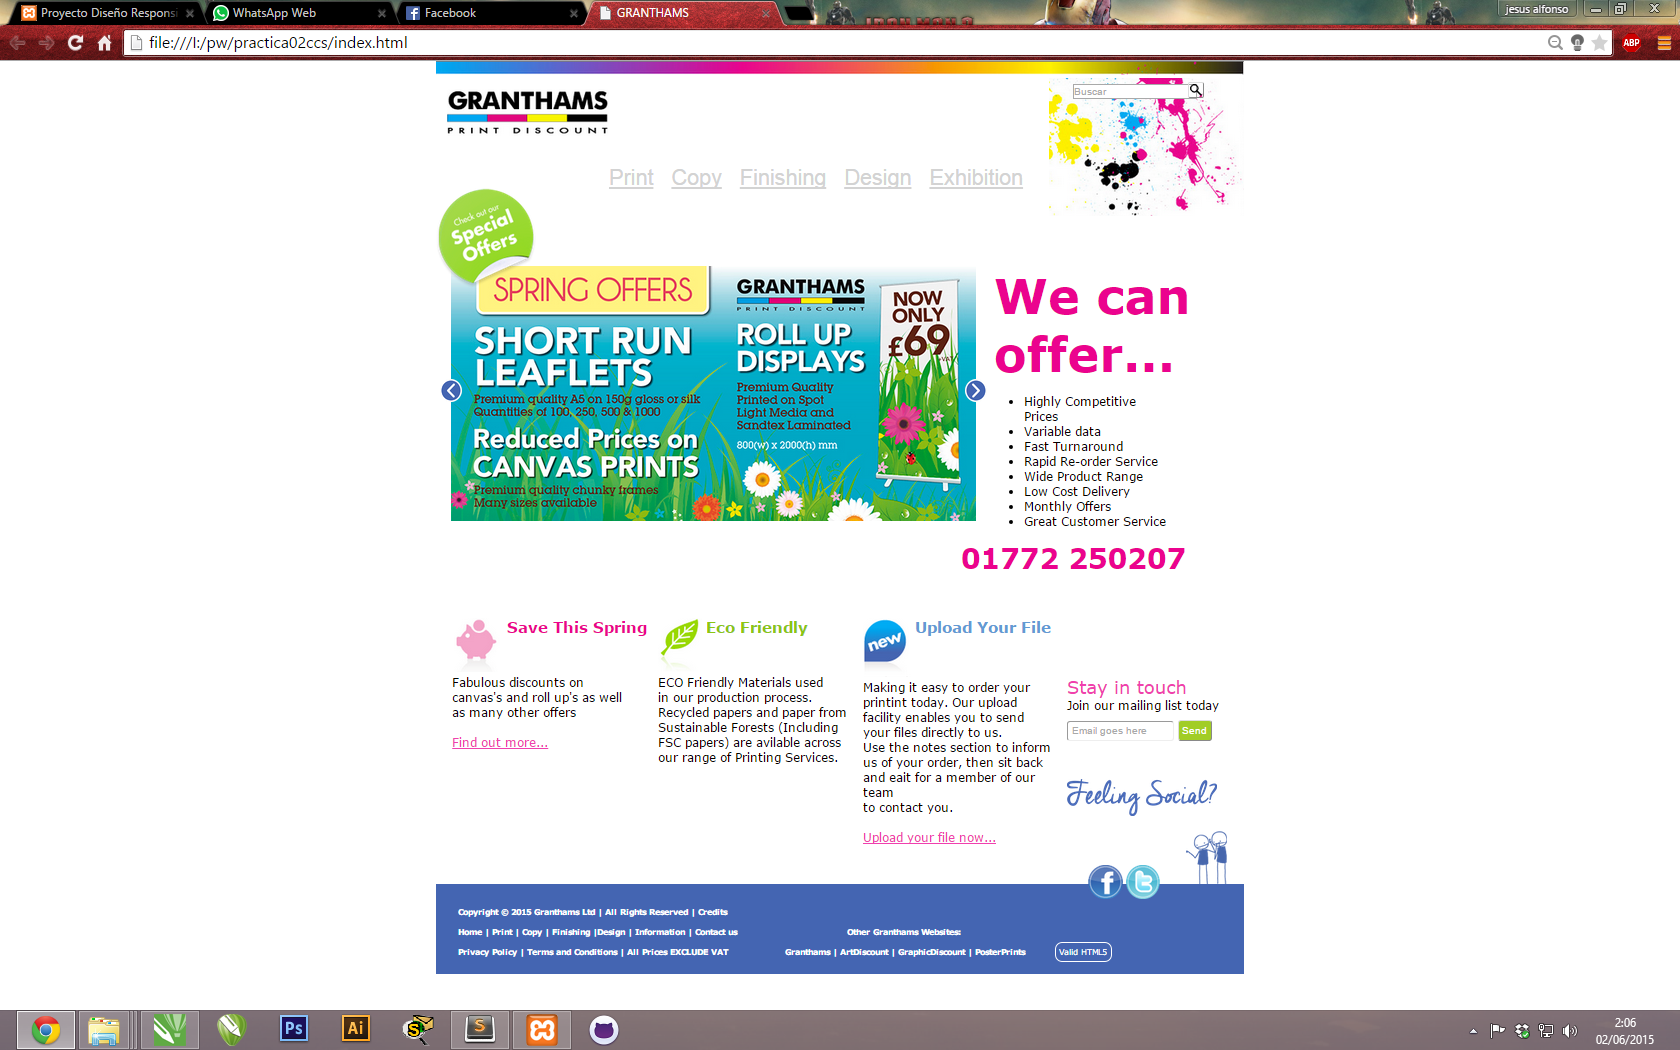 Proyecto Diseño Responsi
WhatsApp Web
Facebook
GRANTHAMS
jesus alfonso
file:///I:/pw/practica02ccs/index.html
ABP
GRANTHAMS
PRINT DISCOUNT
Buscar
Print Copy Finishing Design Exhibition
Check out our
Special
Offers
SPRING OFFERS
SHORT RUN
LEAFLETS
Premium quality A5 on 150g gloss or silk
Quantities of 100, 250, 500 & 1000
Reduced Prices on
CANVAS PRINTS
Premium quality chunky frames
Many sizes available
GRANTHAMS
PRINT DISCOUNT
ROLL UP
DISPLAYS
Premium Quality
Printed on Spot
Light Media and
Sandtex Laminated
800(w) x 2000(h) mm
NOW
ONLY
£69
+VAT
We can
offer...
Highly Competitive
Prices
Variable data
Fast Turnaround
Rapid Re-order Service
Wide Product Range
Low Cost Delivery
Monthly Offers
Great Customer Service
01772 250207
Save This Spring
Fabulous discounts on
canvas's and roll up's as well
as many other offers
Find out more...
Eco Friendly
ECO Friendly Materials used
in our production process.
Recycled papers and paper from
Sustainable Forests (Including
FSC papers) are avilable across
our range of Printing Services.
new
Upload Your File
Making it easy to order your
printint today. Our upload
facility enables you to send
your files directly to us.
Use the notes section to inform
us of your order, then sit back
and eait for a member of our
team
to contact you.
Upload your file now...
Stay in touch
Join our mailing list today
Email goes here
Send
Feeling Social?
Copyright © 2015 Granthams Ltd | All Rights Reserved | Credits
Home | Print | Copy | Finishing |Design | Information | Contact us
Privacy Policy | Terms and Conditions | All Prices EXCLUDE VAT
Other Granthams Websites:
Granthams | ArtDiscount | GraphicDiscount | PosterPrints
Valid HTML5
Ps
Ai
S
2:06
02/06/2015